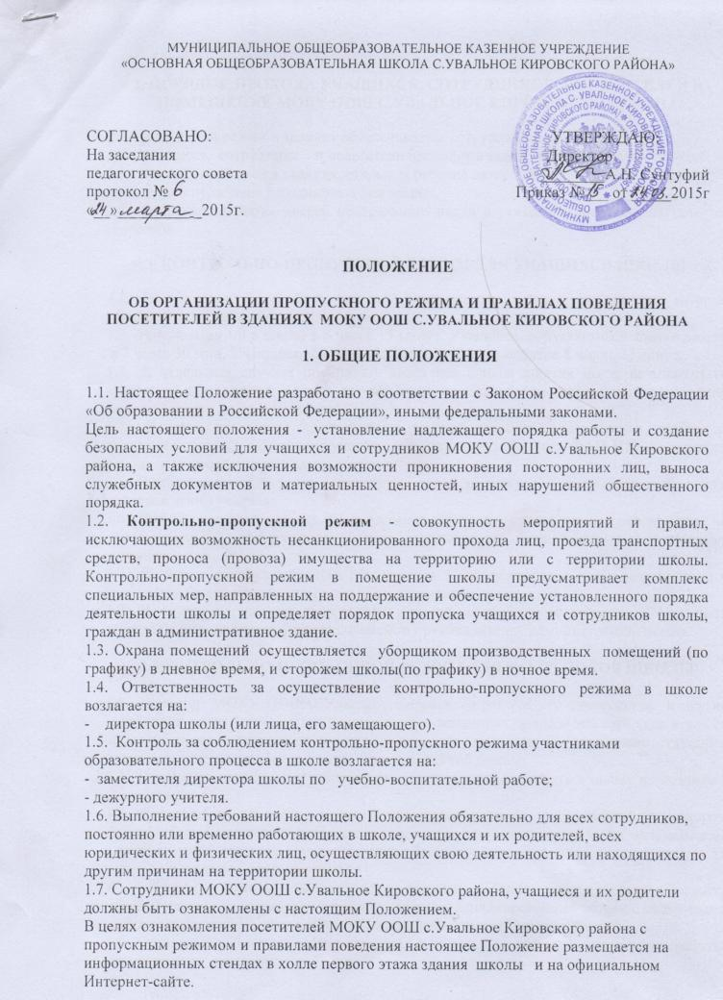 МУНИЦИПАЛЬНОЕ ОБЩЕОБРАЗОВАТЕЛЬНОЕ КАЗЕННОЕ УЧРЕЖДЕНИЕ
«ОСНОВНАЯ ОБЩЕОБРАЗОВАТЕЛЬНАЯ ШКОЛА С.УВАЛЬНОЕ КИРОВСКОГО РАЙОНА»
СОГЛАСОВАНО:
На заседания
педагогического совета
протокол № 6
«24» марта 2015г.
УТВЕРЖДАЮ:
Директор
А.Н. Сунтуфий
Приказ № 15 от 24.03.2015г
ПОЛОЖЕНИЕ
ОБ ОРГАНИЗАЦИИ ПРОПУСКНОГО РЕЖИМА И ПРАВИЛАХ ПОВЕДЕНИЯ
ПОСЕТИТЕЛЕЙ В ЗДАНИЯХ МОКУ ООШ С.УВАЛЬНОЕ КИРОВСКОГО РАЙОНА
1. ОБЩИЕ ПОЛОЖЕНИЯ
1.1. Настоящее Положение разработано в соответствии с Законом Российской Федерации
«Об образовании в Российской Федерации», иными федеральными законами.
Цель настоящего положения - установление надлежащего порядка работы и создание
безопасных условий для учащихся и сотрудников МОКУ ООШ с.Увальное Кировского
района, а также исключения возможности проникновения посторонних лиц, выноса
служебных документов и материальных ценностей, иных нарушений общественного
порядка.
1.2. Контрольно-пропускной режим - совокупность мероприятий и правил,
исключающих возможность несанкционированного прохода лиц, проезда транспортных
средств, проноса (провоза) имущества на территорию или с территории школы.
Контрольно-пропускной режим в помещение школы предусматривает комплекс
специальных мер, направленных на поддержание и обеспечение установленного порядка
деятельности школы и определяет порядок пропуска учащихся и сотрудников школы,
граждан в административное здание.
1.3. Охрана помещений осуществляется уборщиком производственных помещений (по
графику) в дневное время, и сторожем школы(по графику) в ночное время.
1.4. Ответственность за осуществление контрольно-пропускного режима в школе
возлагается на:
- директора школы (или лица, его замещающего).
1.5. Контроль за соблюдением контрольно-пропускного режима участниками
образовательного процесса в школе возлагается на:
- заместителя директора школы по учебно-воспитательной работе;
- дежурного учителя.
1.6. Выполнение требований настоящего Положения обязательно для всех сотрудников,
постоянно или временно работающих в школе, учащихся и их родителей, всех
юридических и физических лиц, осуществляющих свою деятельность или находящихся по
другим причинам на территории школы.
1.7. Сотрудники МОКУ ООШ с.Увальное Кировского района, учащиеся и их родители
должны быть ознакомлены с настоящим Положением.
В целях ознакомления посетителей МОКУ ООШ с.Увальное Кировского района с
пропускным режимом и правилами поведения настоящее Положение размещается на
информационных стендах в холле первого этажа здания школы и на официальном
Интернет-сайте.